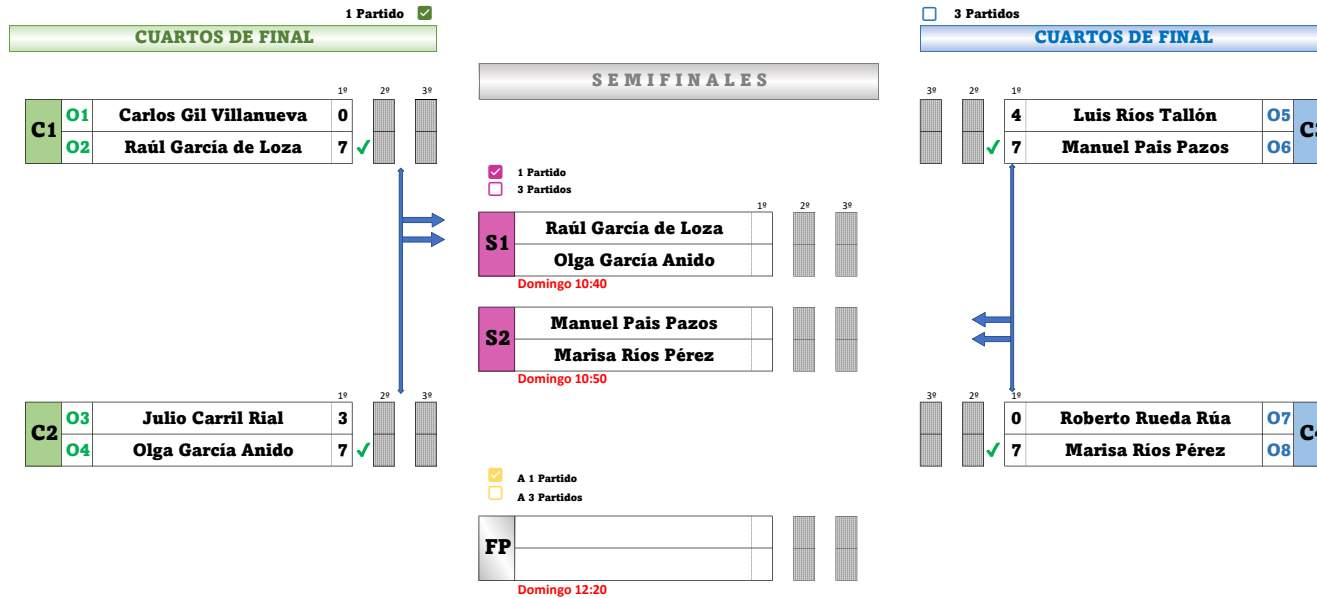 1 Partido
3 Partidos
CUARTOS DE FINAL
CUARTOS DE FINAL
SEMIFINALES
1º 2º 3º
3º 2º 1º
C1
O1 Carlos Gil Villanueva 0
O2 Raúl García de Loza 7
4 Luis Ríos Tallón O5
7 Manuel Pais Pazos O6
1 Partido
3 Partidos
1º 2º 3º
S1
Raúl García de Loza
Olga García Anido
Domingo 10:40
S2
Manuel Pais Pazos
Marisa Ríos Pérez
Domingo 10:50
1º 2º 3º
3º 2º 1º
C2
O3 Julio Carril Rial 3
O4 Olga García Anido 7
0 Roberto Rueda Rúa O7
7 Marisa Ríos Pérez O8
A 1 Partido
A 3 Partidos
FP
Domingo 12:20